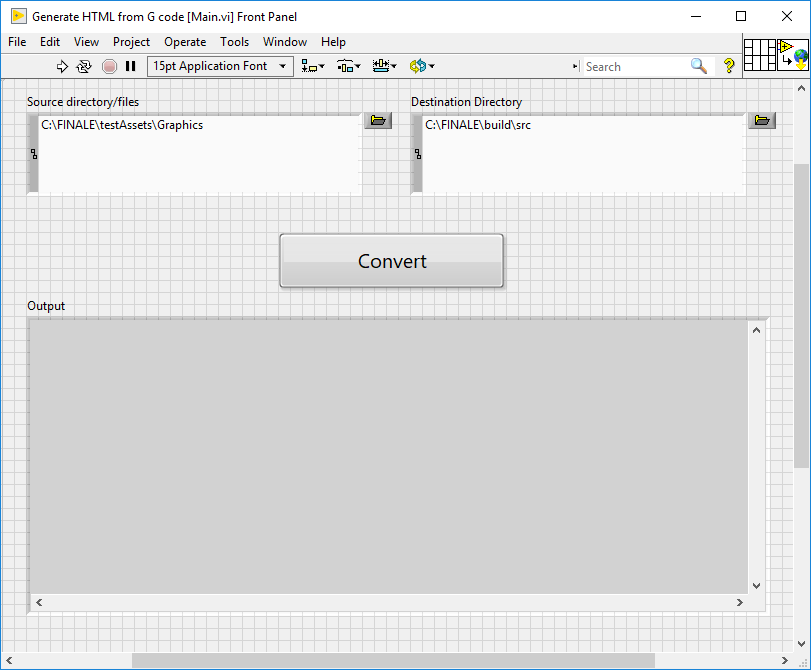 Generate HTML from G code [Main.vi] Front Panel
File Edit View Project Operate Tools Window Help
15pt Application Font
Search
?
Source directory/files
Destination Directory
C:\FINALE\testAssets\Graphics
C:\FINALE\build\src
Convert
Output